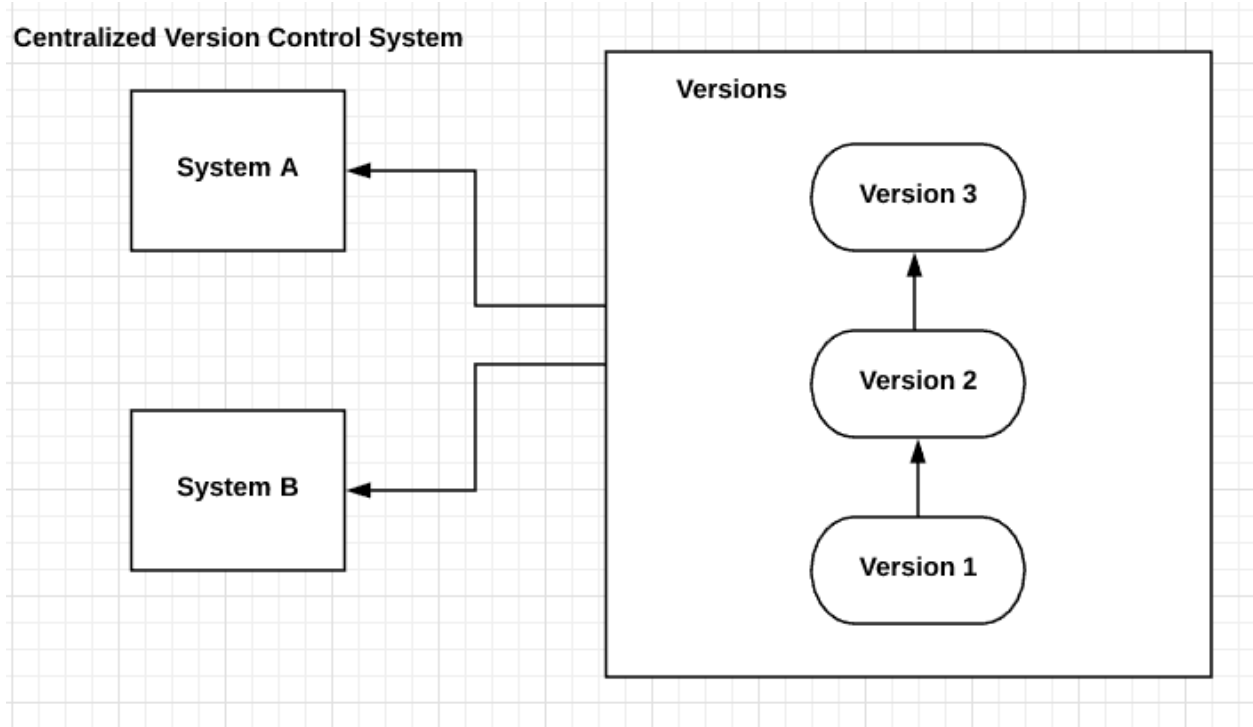 Centralized Version Control System
Versions
System A
Version 3
Version 2
System B
Version 1